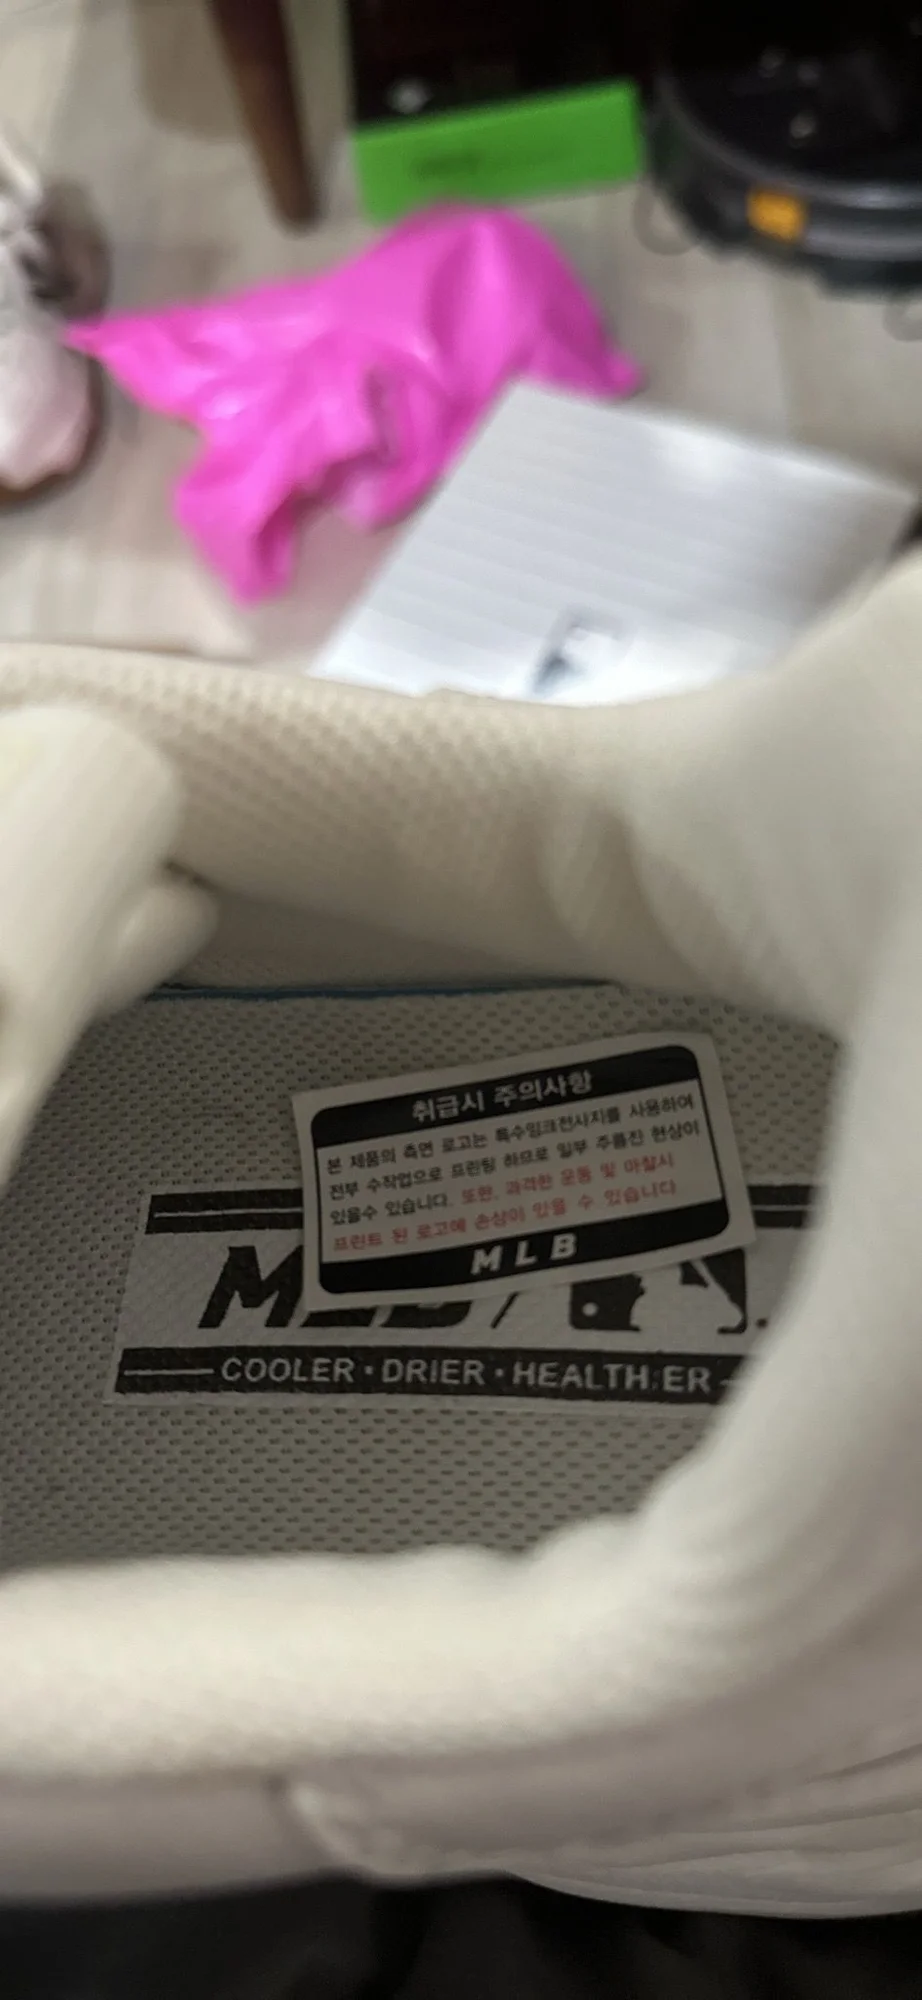 취급시 주의사항
본 제품의 측면 로고는 특수잉크전사지를 사용하여
전부 수작업으로 프린팅 하므로 일부 주름진 현상이
있을수 있습니다. 또한, 과격한 운동 및 마찰시
프린트 된 로고에 손상이 있을 수 있습니다
MLB
COOLER · DRIER · HEALTHIER